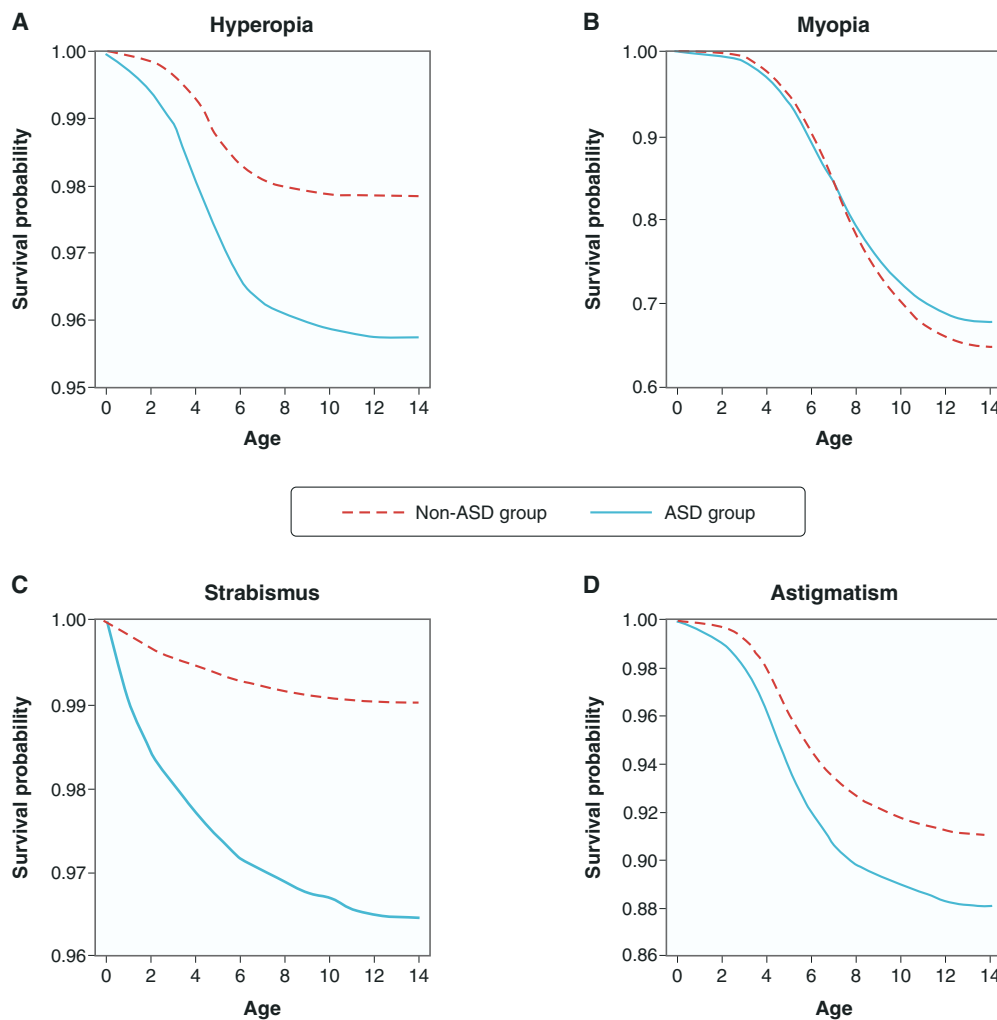 A
Hyperopia
1.00
0.99
0.98
0.97
0.96
0.95
Survival probability
0 2 4 6 8 10 12 14
Age
B
Myopia
1.00
0.9
0.8
0.7
0.6
Survival probability
0 2 4 6 8 10 12 14
Age
Non-ASD group ASD group
C
Strabismus
1.00
0.99
0.98
0.97
0.96
Survival probability
0 2 4 6 8 10 12 14
Age
D
Astigmatism
1.00
0.98
0.96
0.94
0.92
0.90
0.88
0.86
Survival probability
0 2 4 6 8 10 12 14
Age